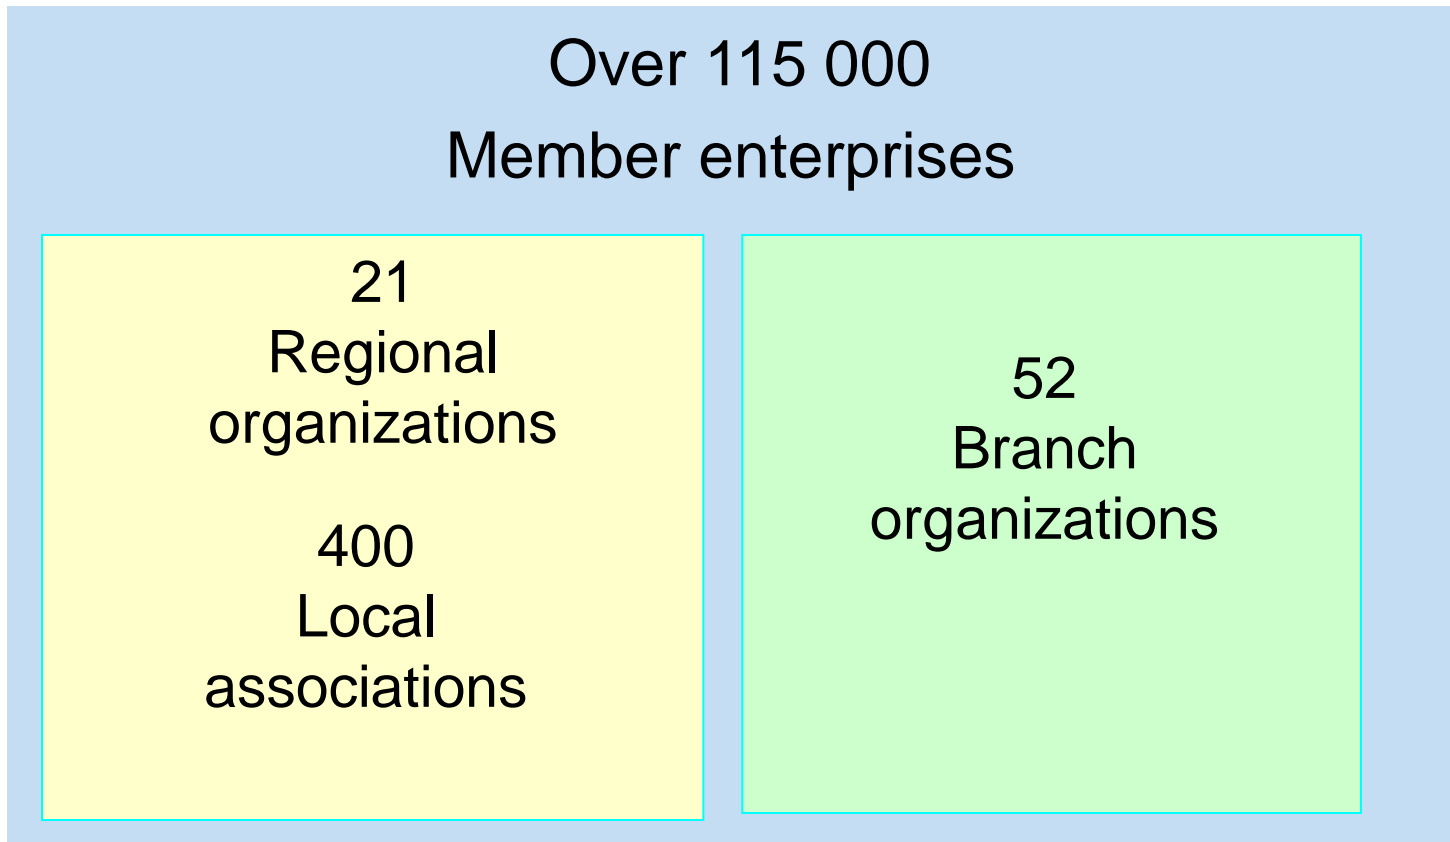 Over 115 000
Member enterprises
21
Regional
organizations
400
Local
associations
52
Branch
organizations